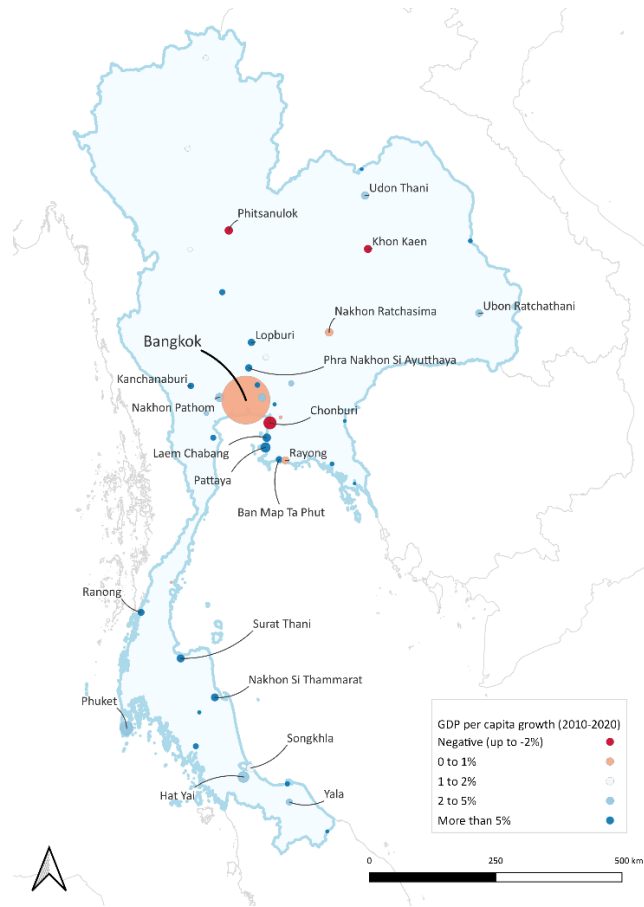 Udon Thani
Phitsanulok
Khon Kaen
Nakhon Ratchasima
Ubon Ratchathani
Lopburi
Bangkok
Phra Nakhon Si Ayutthaya
Kanchanaburi
Nakhon Pathom
Chonburi
Laem Chabang
Rayong
Pattaya
Ban Map Ta Phut
Ranong
Surat Thani
Nakhon Si Thammarat
Phuket
Songkhla
Hat Yai
Yala
GDP per capita growth (2010-2020)
Negative (up to -2%)
0 to 1%
1 to 2%
2 to 5%
More than 5%
0 250 500 km